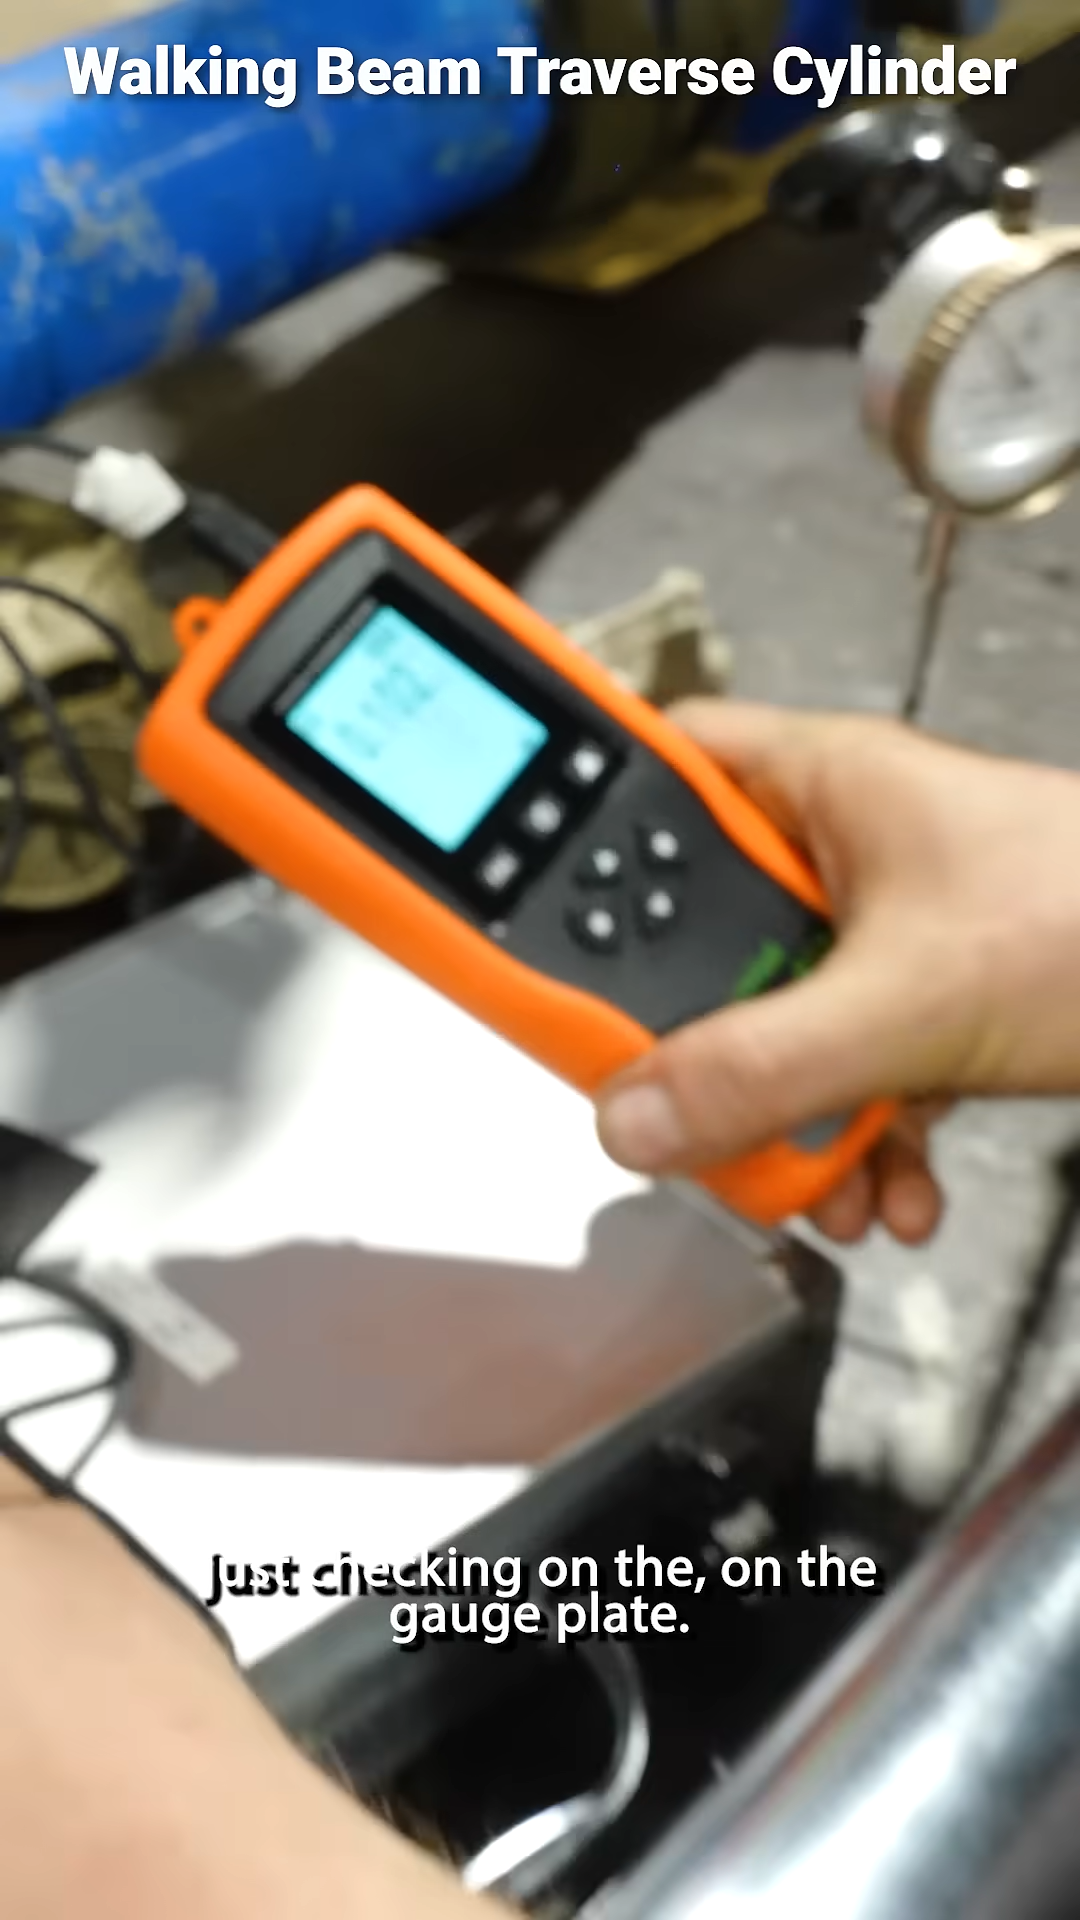 Walking Beam Traverse Cylinder
just checking on the, on the
gauge plate.